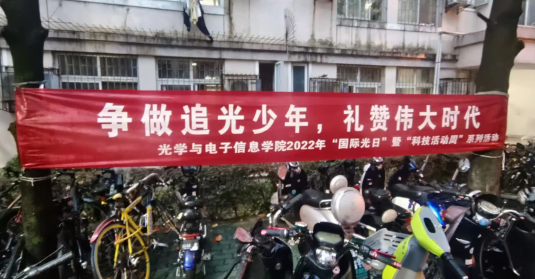 争做追光少年，礼赞伟大时代
光学与电子信息学院2022年“国际光日”暨“科技活动周”系列活动